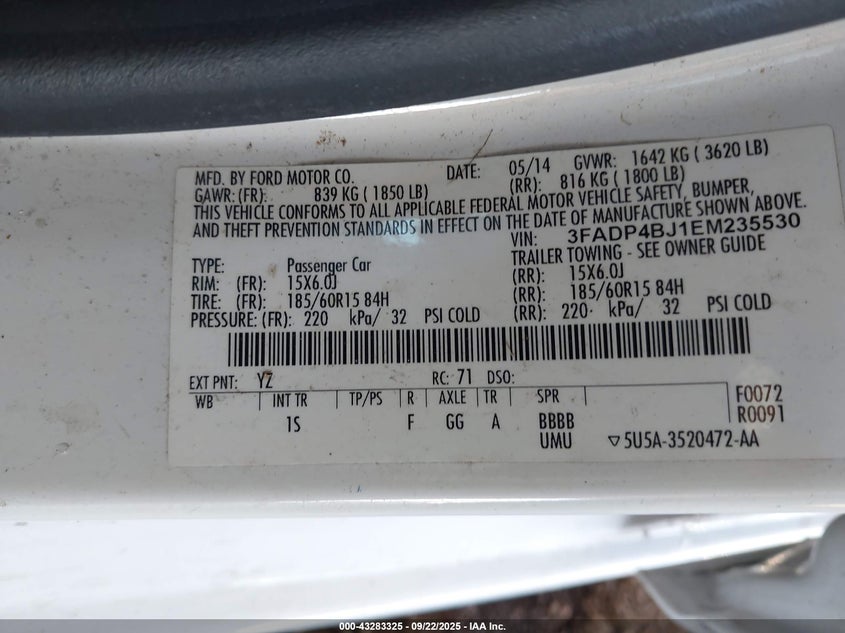 MFD. BY FORD MOTOR CO. DATE: 05/14 GVWR: 1642 KG ( 3620 LB)
GAWR: (FR): 839 KG ( 1850 LB) (RR): 816 KG ( 1800 LB)
THIS VEHICLE CONFORMS TO ALL APPLICABLE FEDERAL MOTOR VEHICLE SAFETY, BUMPER,
AND THEFT PREVENTION STANDARDS IN EFFECT ON THE DATE OF MANUFACTURE SHOWN ABOVE.
VIN: 3FADP4BJ1EM235530
TYPE: Passenger Car TRAILER TOWING - SEE OWNER GUIDE
RIM: (FR): 15X6.0J (RR): 15X6.0J
TIRE: (FR): 185/60R15 84H (RR): 185/60R15 84H
PRESSURE: (FR): 220 kPa/ 32 PSI COLD (RR): 220 kPa/ 32 PSI COLD
EXT PNT: YZ RC: 71 DSO:
WB INT TR TP/PS R AXLE TR SPR F0072
1S F GG A BBBB R0091
UMU ▽5U5A-3520472-AA
000-43283325 - 09/22/2025 - IAA Inc.